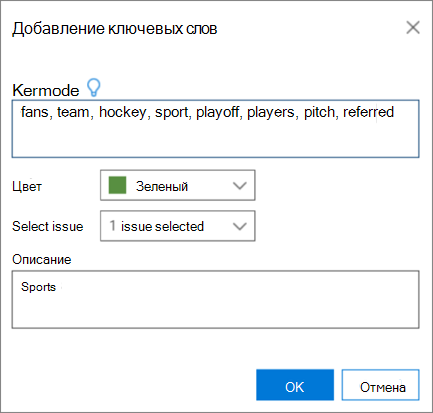 Добавление ключевых слов
Kermode
fans, team, hockey, sport, playoff, players, pitch, referred
Цвет Зеленый
Select issue 1 issue selected
Описание
Sports
OK Отмена